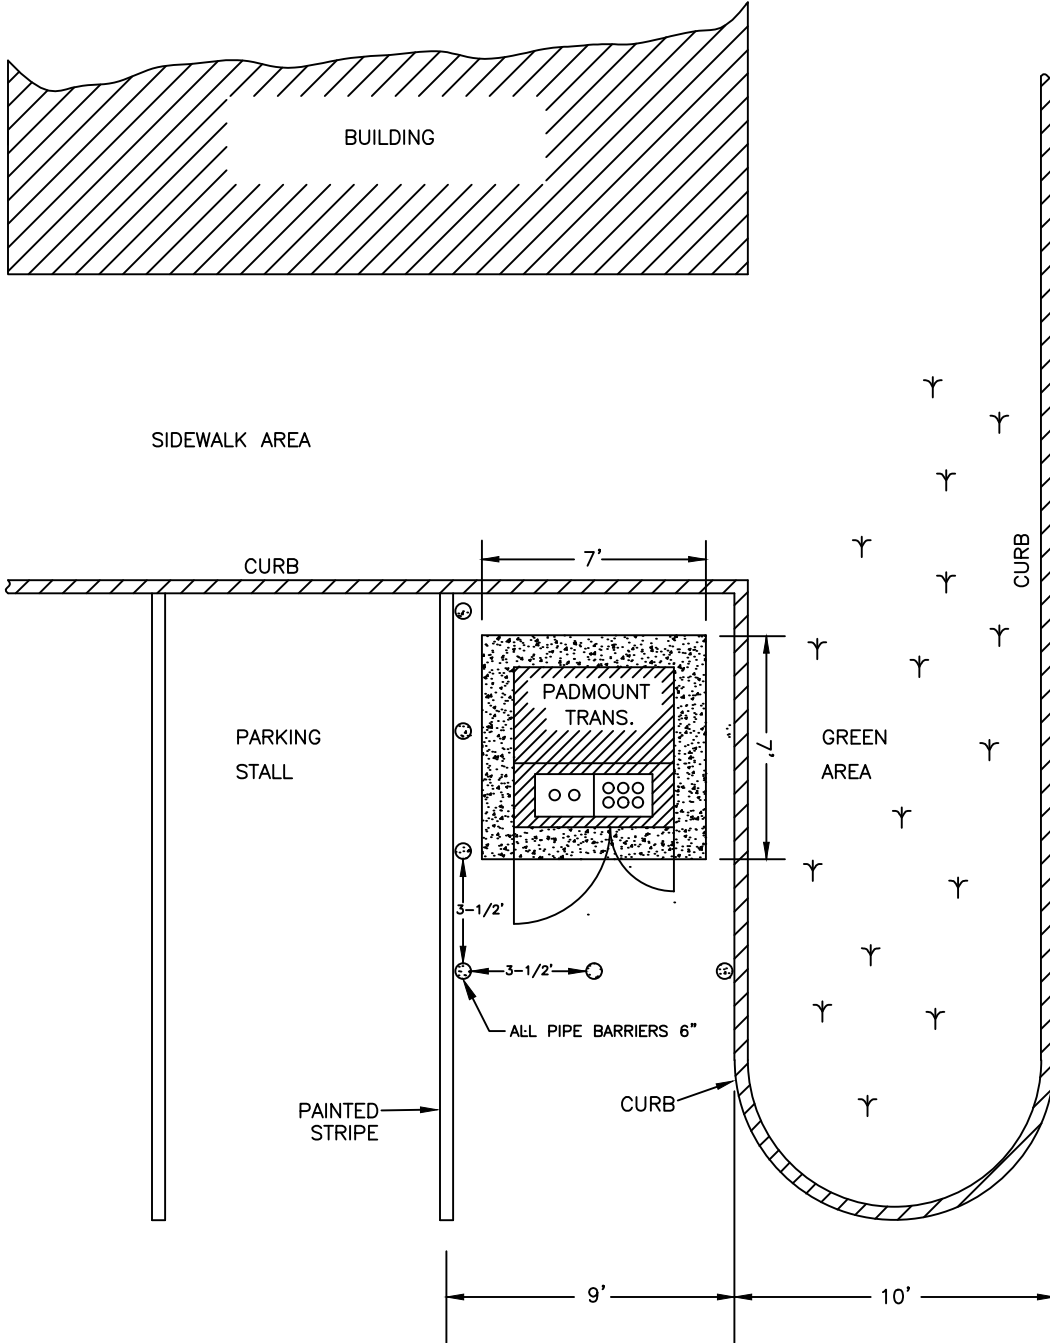 BUILDING
SIDEWALK AREA
CURB
7'
CURB
PADMOUNT
TRANS.
PARKING
STALL
7'
GREEN
AREA
3-1/2'
3-1/2'
ALL PIPE BARRIERS 6"
CURB
PAINTED
STRIPE
9'
10'